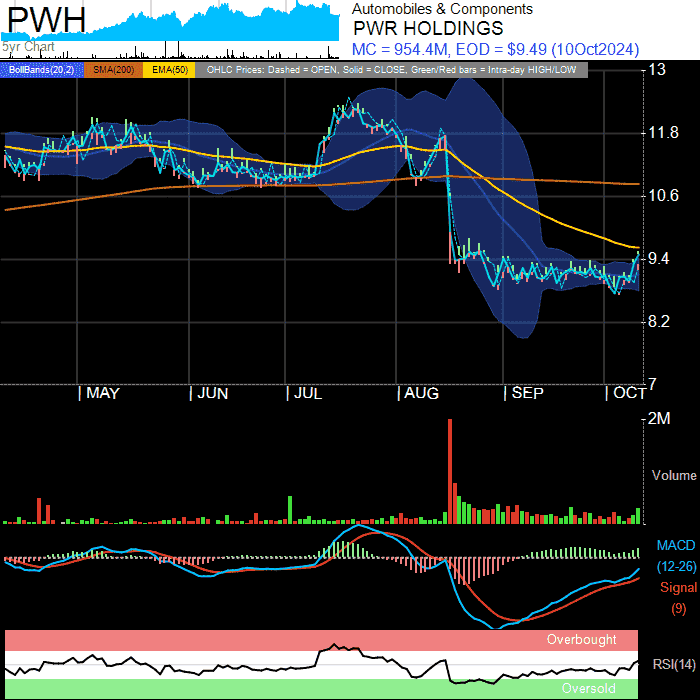 PWH
5yr Chart
Automobiles & Components
PWR HOLDINGS
MC = 954.4M, EOD = $9.49 (10Oct2024)
BollBands(20,2) SMA(200) EMA(50) OHLC Prices: Dashed = OPEN, Solid = CLOSE, Green/Red bars = Intra-day HIGH/LOW
13
11.8
10.6
9.4
8.2
7
| MAY | JUN | JUL | AUG | SEP | OCT
2M
Volume
MACD
(12-26)
Signal
(9)
Overbought
RSI(14)
Oversold